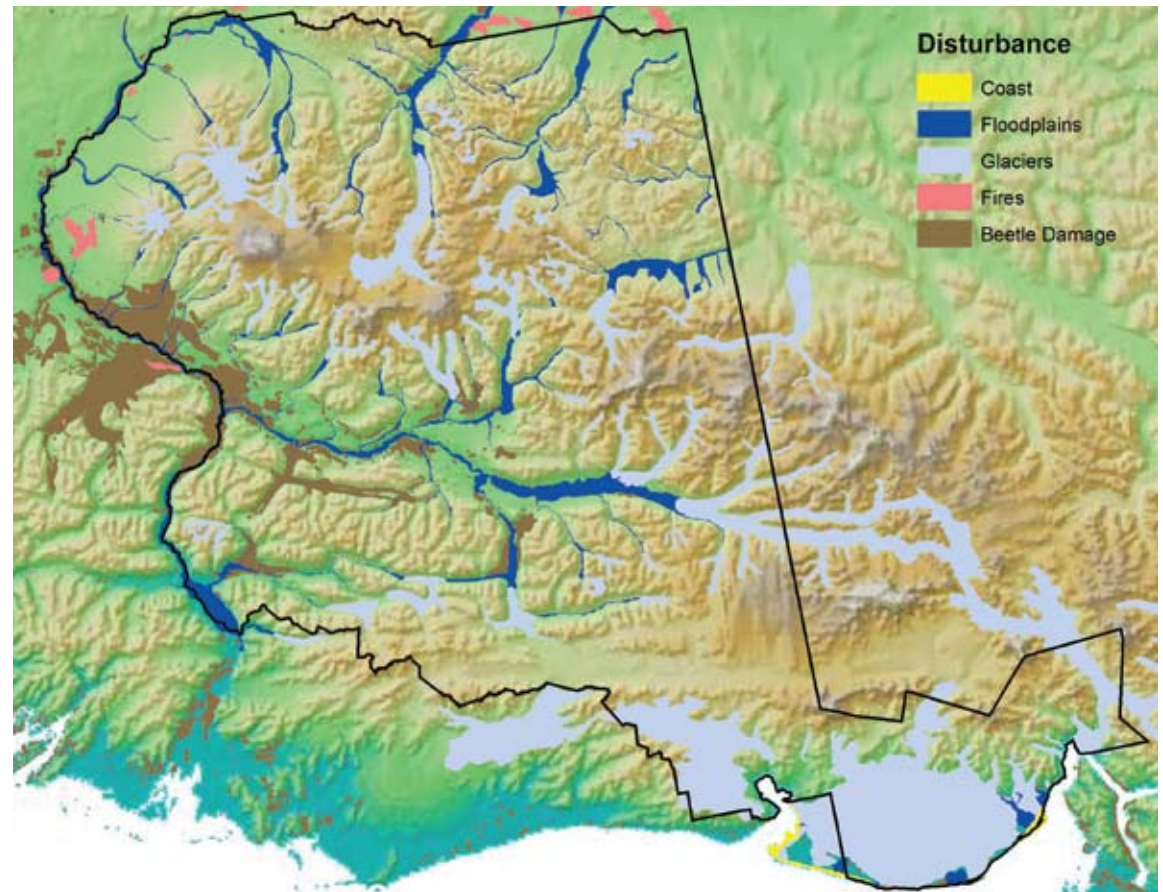 Disturbance
Coast
Floodplains
Glaciers
Fires
Beetle Damage